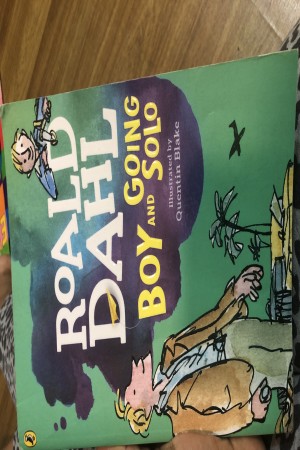 ROALD
DAHL
BOY AND GOING
SOLO
Illustrated by
Quentin Blake